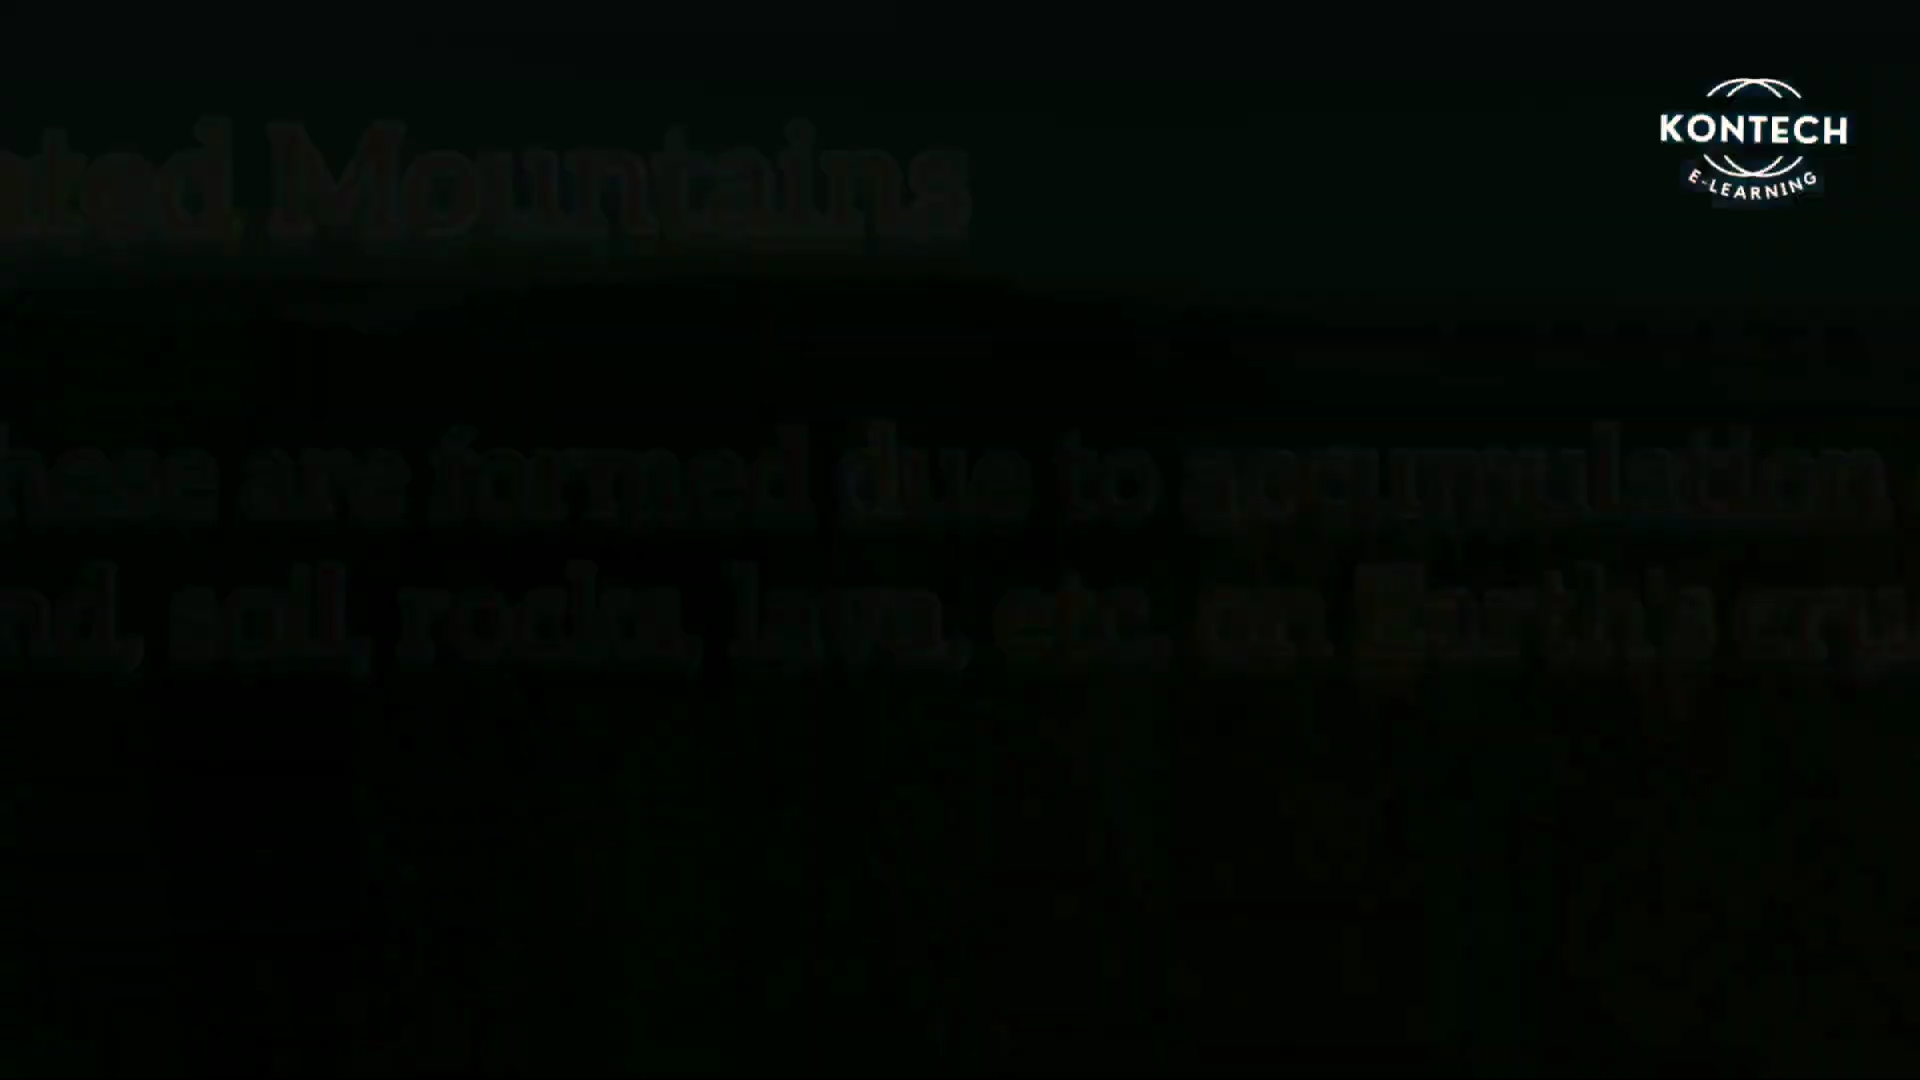 KONTECH
E-LEARNING
Mountains
are formed due to accumulation
soil, rocks, lava, etc. on Earth's